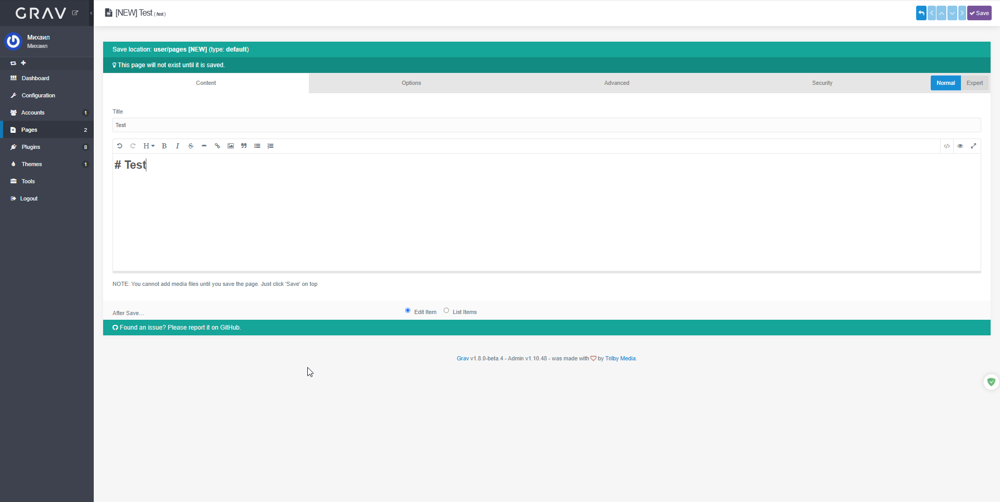 GRAV
[NEW] Test ( /test )
Save
Михаил
Михаил
Dashboard
Configuration
Accounts 1
Pages 2
Plugins 8
Themes 1
Tools
Logout
Save location: user/pages [NEW] (type: default)
This page will not exist until it is saved.
Content
Options
Advanced
Security
Normal
Expert
Title
Test
H B I S
# Test
NOTE: You cannot add media files until you save the page. Just click 'Save' on top
After Save...
Edit Item
List Items
Found an issue? Please report it on GitHub.
Grav v1.8.0-beta.4 - Admin v1.10.48 - was made with by Trilby Media.